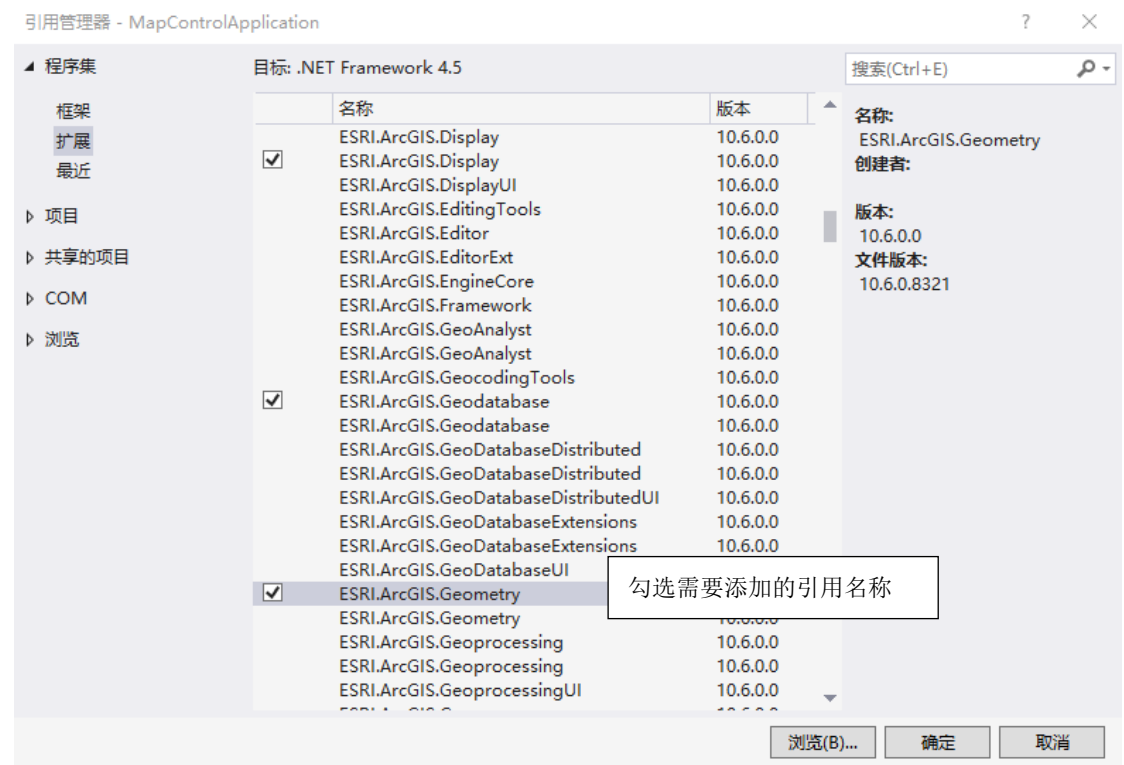 引用管理器 - MapControlApplication
?
程序集
目标: .NET Framework 4.5
搜索(Ctrl+E)
框架
扩展
最近
项目
共享的项目
COM
浏览
名称 版本
ESRI.ArcGIS.Display 10.6.0.0
ESRI.ArcGIS.Display 10.6.0.0
ESRI.ArcGIS.DisplayUI 10.6.0.0
ESRI.ArcGIS.EditingTools 10.6.0.0
ESRI.ArcGIS.Editor 10.6.0.0
ESRI.ArcGIS.EditorExt 10.6.0.0
ESRI.ArcGIS.EngineCore 10.6.0.0
ESRI.ArcGIS.Framework 10.6.0.0
ESRI.ArcGIS.GeoAnalyst 10.6.0.0
ESRI.ArcGIS.GeoAnalyst 10.6.0.0
ESRI.ArcGIS.GeocodingTools 10.6.0.0
ESRI.ArcGIS.Geodatabase 10.6.0.0
ESRI.ArcGIS.Geodatabase 10.6.0.0
ESRI.ArcGIS.GeoDatabaseDistributed 10.6.0.0
ESRI.ArcGIS.GeoDatabaseDistributed 10.6.0.0
ESRI.ArcGIS.GeoDatabaseDistributedUI 10.6.0.0
ESRI.ArcGIS.GeoDatabaseExtensions 10.6.0.0
ESRI.ArcGIS.GeoDatabaseExtensions 10.6.0.0
ESRI.ArcGIS.GeoDatabaseUI
ESRI.ArcGIS.Geometry
ESRI.ArcGIS.Geometry
ESRI.ArcGIS.Geoprocessing 10.6.0.0
ESRI.ArcGIS.Geoprocessing 10.6.0.0
ESRI.ArcGIS.GeoprocessingUI 10.6.0.0
勾选需要添加的引用名称
名称:
ESRI.ArcGIS.Geometry
创建者:
版本:
10.6.0.0
文件版本:
10.6.0.8321
浏览(B)...
确定
取消